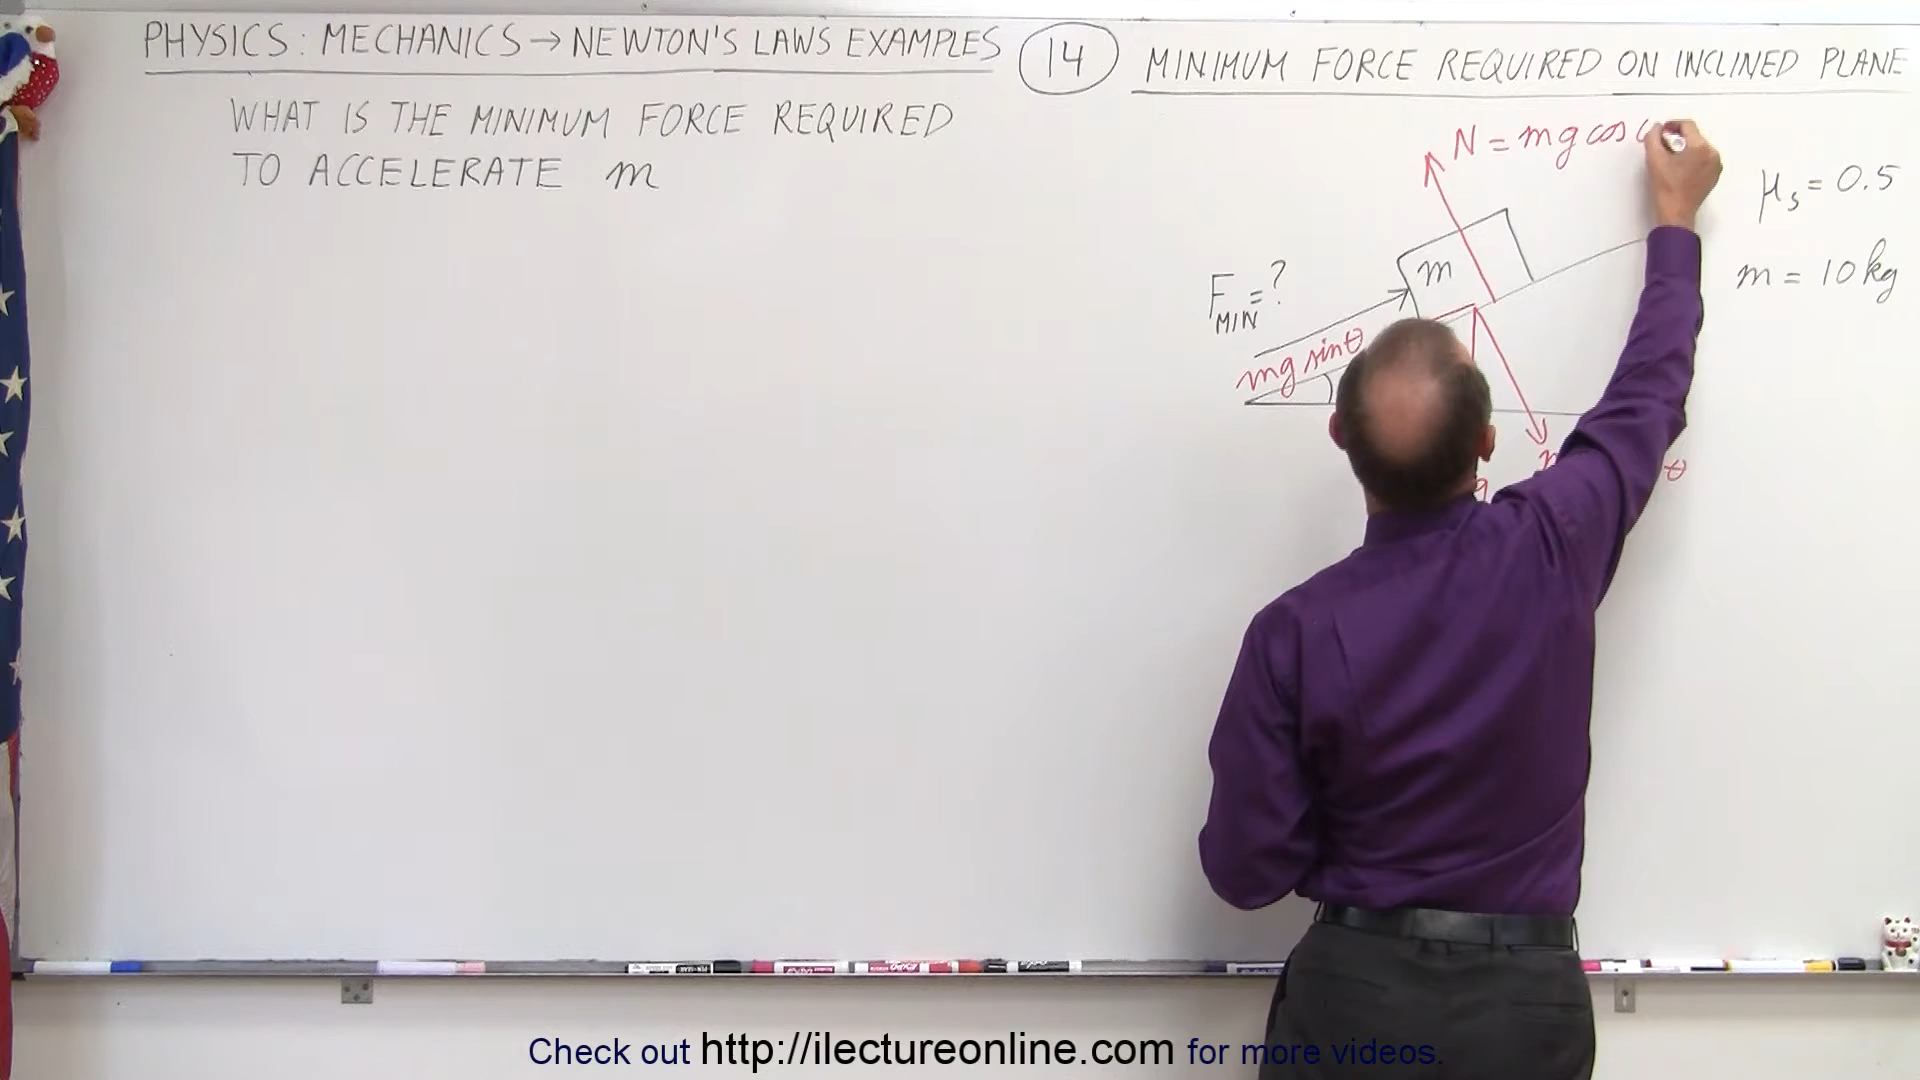 PHYSICS: MECHANICS → NEWTON'S LAWS EXAMPLES
14
MINIMUM FORCE REQUIRED ON INCLINED PLANE
WHAT IS THE MINIMUM FORCE REQUIRED
TO ACCELERATE m
N = mg cos
μs = 0.5
m
m = 10 kg
FMIN = ?
mg sinθ
θ
g
Check out http://ilectureonline.com for more videos.